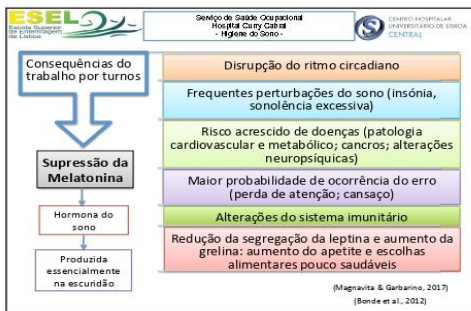 ESEL
Escola Superior
de Enfermagem
de Lisboa
Serviço de Saúde Ocupacional
Hospital Curry Cabral
- Higiene do Sono -
CENTRO HOSPITALAR
UNIVERSITÁRIO DE LISBOA
CENTRAL
Consequências do
trabalho por turnos
Supressão da
Melatonina
Hormona do
sono
Produzida
essencialmente
na escuridão
Disrupção do ritmo circadiano
Frequentes perturbações do sono (insónia,
sonolência excessiva)
Risco acrescido de doenças (patologia
cardiovascular e metabólico; cancros; alterações
neuropsíquicas)
Maior probabilidade de ocorrência do erro
(perda de atenção; cansaço)
Alterações do sistema imunitário
Redução da segregação da leptina e aumento da
grelina: aumento do apetite e escolhas
alimentares pouco saudáveis
(Magnavita & Garbarino, 2017)
(Bonde et al., 2012)